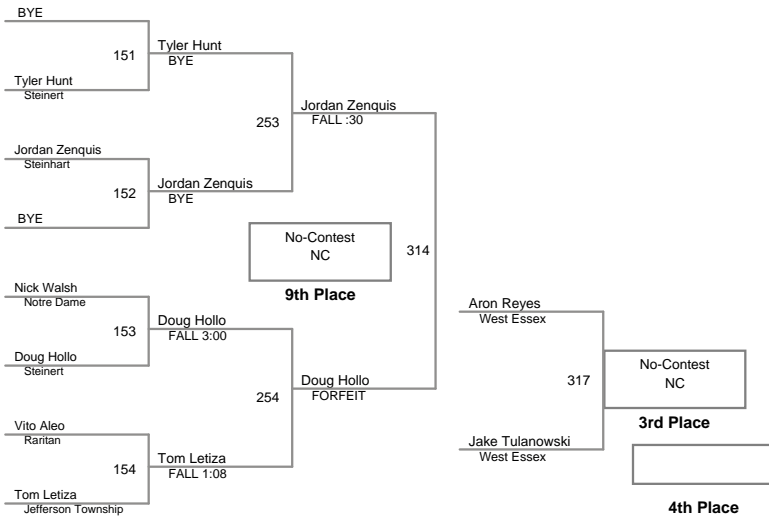 BYE
151
Tyler Hunt
BYE
Tyler Hunt
Steinert
253
Jordan Zenquis
FALL :30
Jordan Zenquis
Steinhart
152
Jordan Zenquis
BYE
BYE
No-Contest
NC
9th Place
314
Nick Walsh
Notre Dame
153
Doug Hollo
FALL 3:00
Doug Hollo
Steinert
254
Doug Hollo
FORFEIT
Vito Aleo
Raritan
154
Tom Letiza
FALL 1:08
Tom Letiza
Jefferson Township
Aron Reyes
West Essex
317
No-Contest
NC
3rd Place
Jake Tulanowski
West Essex
4th Place